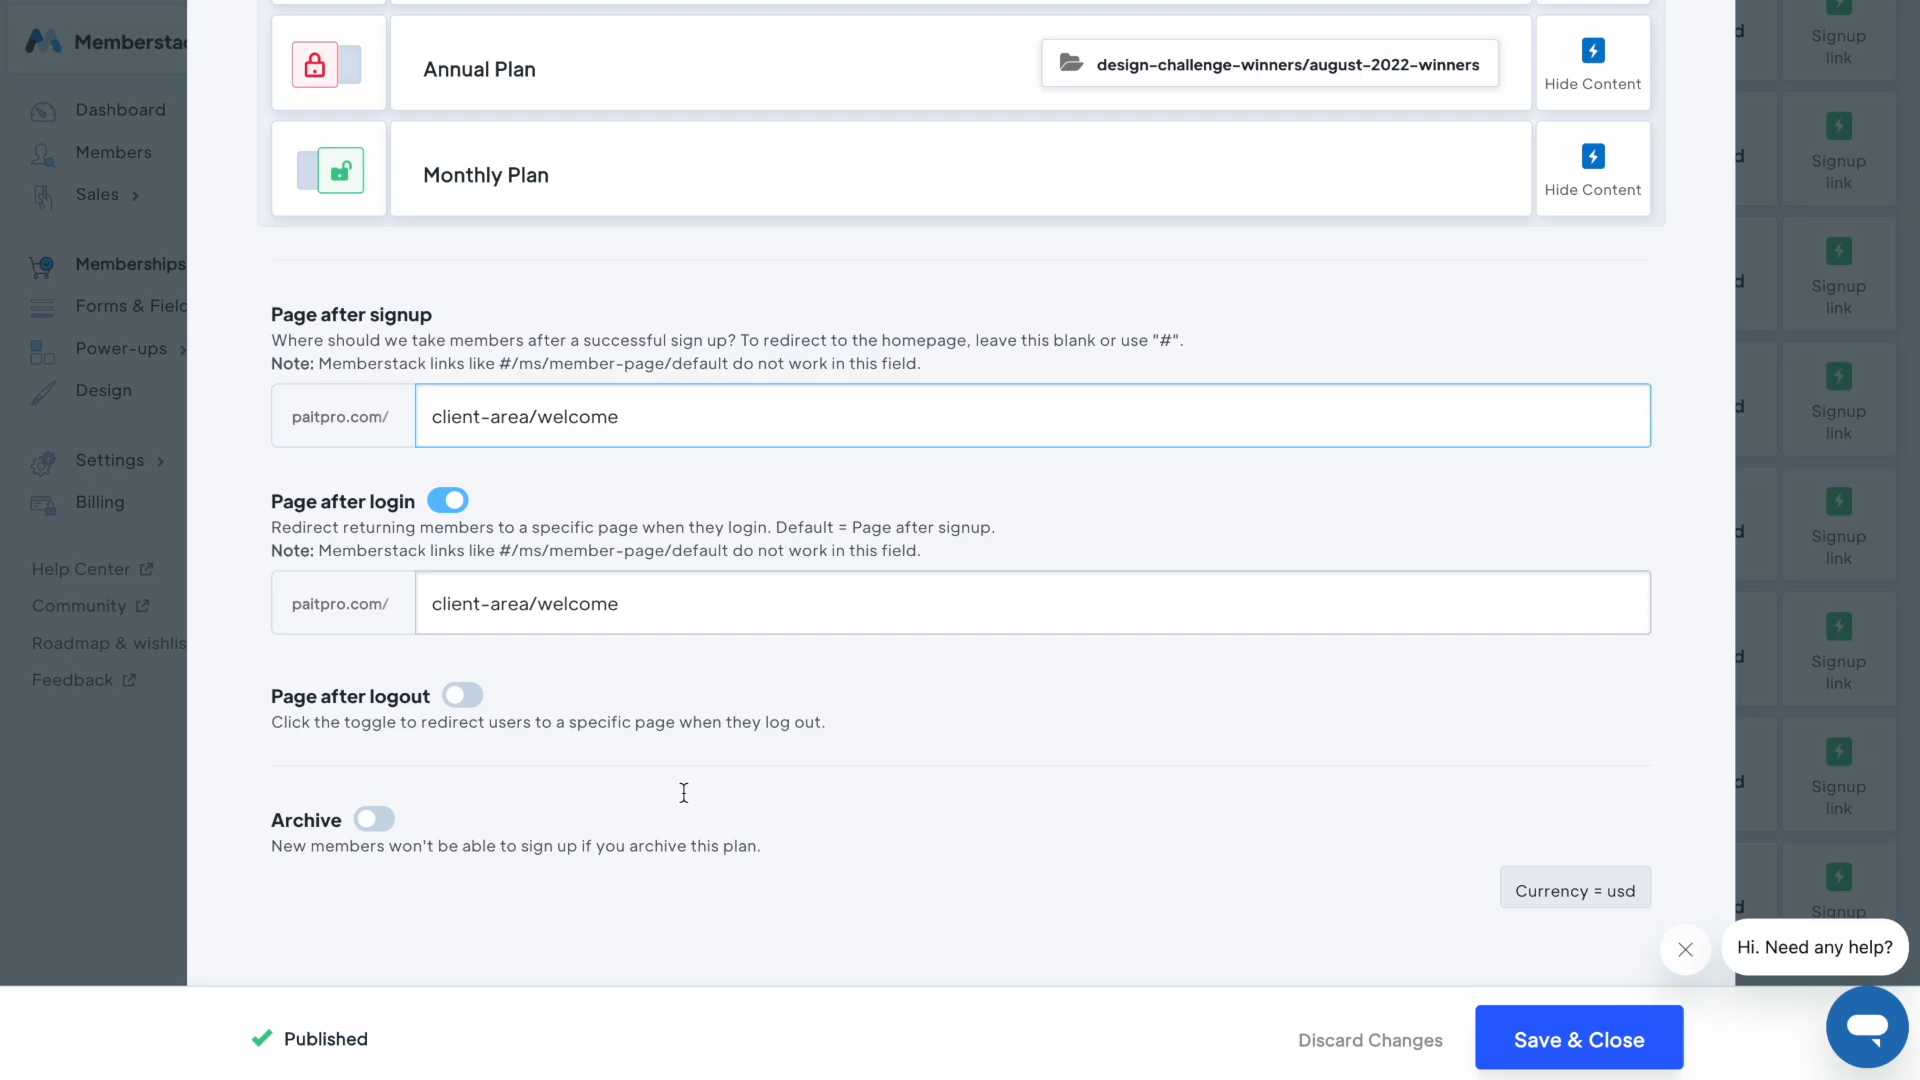 Memberstac
Dashboard
Members
Sales
Memberships
Forms & Field
Power-ups
Design
Settings
Billing
Help Center
Community
Roadmap & wishlis
Feedback
Annual Plan
design-challenge-winners/august-2022-winners
Hide Content
Monthly Plan
Hide Content
Page after signup
Where should we take members after a successful sign up? To redirect to the homepage, leave this blank or use "#".
Note: Memberstack links like #/ms/member-page/default do not work in this field.
paitpro.com/ client-area/welcome
Page after login
Redirect returning members to a specific page when they login. Default = Page after signup.
Note: Memberstack links like #/ms/member-page/default do not work in this field.
paitpro.com/ client-area/welcome
Page after logout
Click the toggle to redirect users to a specific page when they log out.
Archive
New members won't be able to sign up if you archive this plan.
Currency = usd
d
Signup
link
d
Signup
link
d
Signup
link
d
Signup
link
d
Signup
link
d
Signup
link
d
Signup
link
d
Signup
Hi. Need any help?
Published
Discard Changes
Save & Close